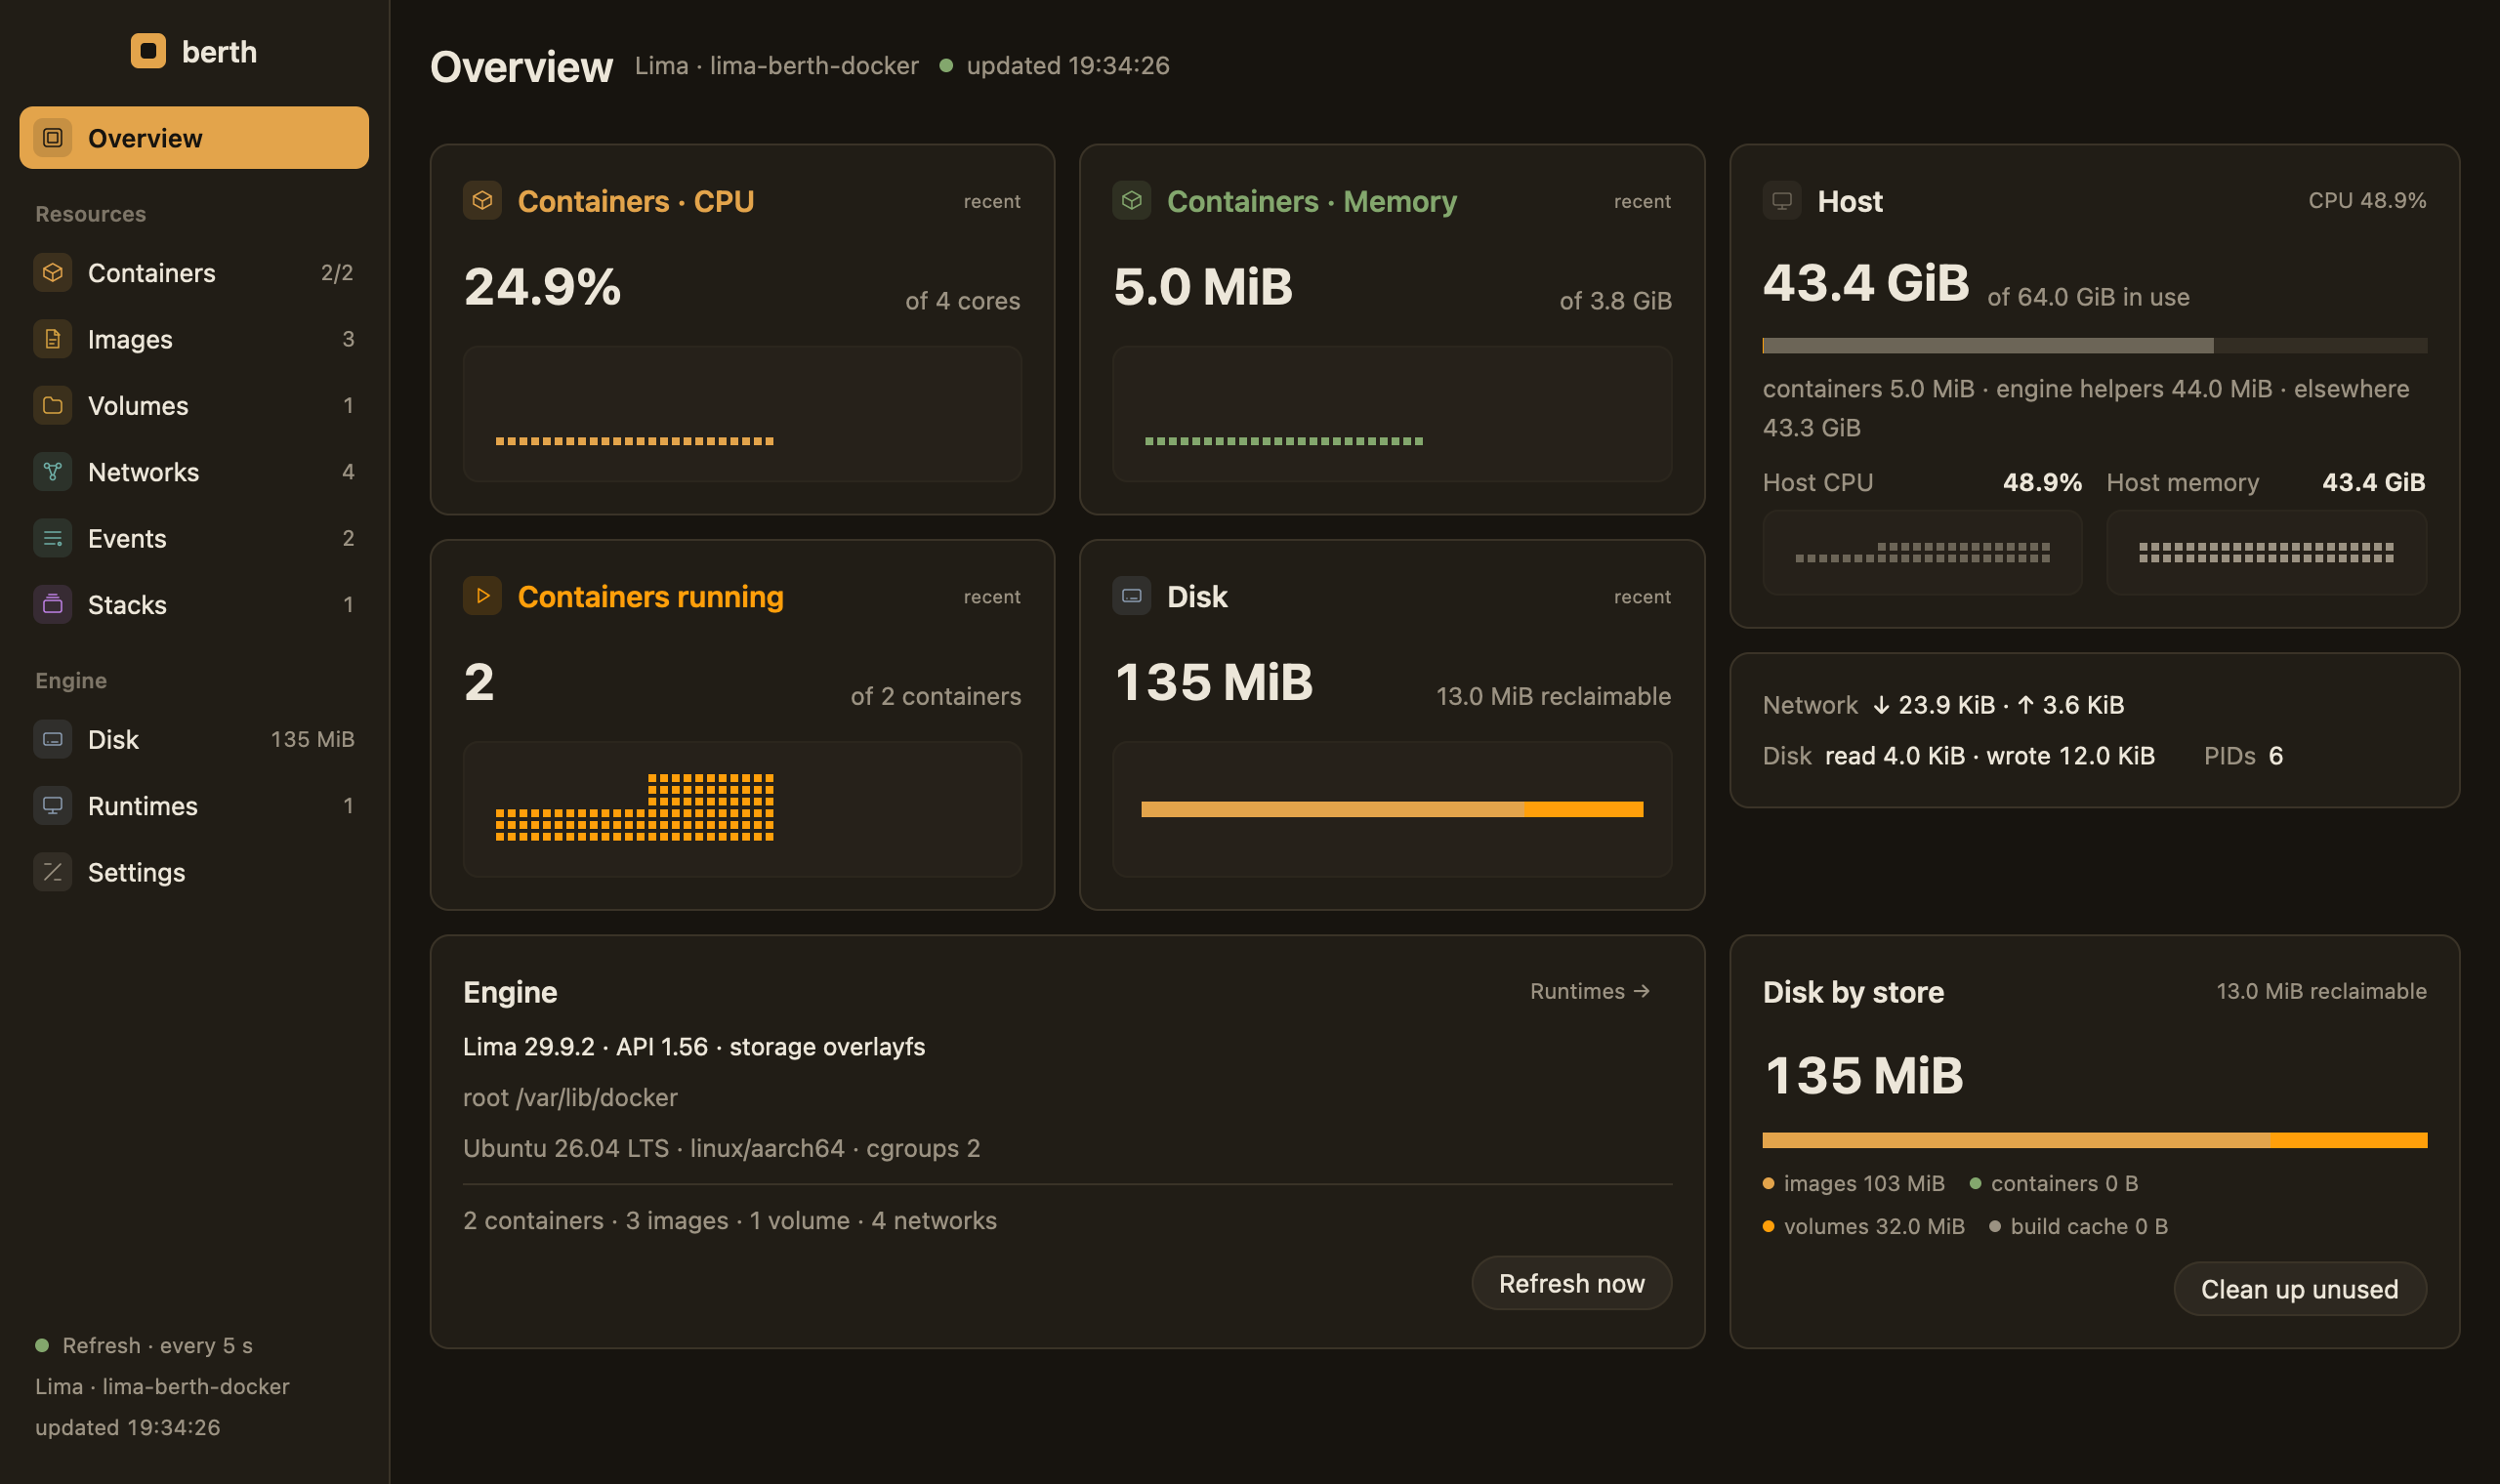 berth
Overview
Resources
Containers 2/2
Images 3
Volumes 1
Networks 4
Events 2
Stacks 1
Engine
Disk 135 MiB
Runtimes 1
Settings
Refresh · every 5 s
Lima · lima-berth-docker
updated 19:34:26
Overview Lima · lima-berth-docker updated 19:34:26
Containers · CPU recent
24.9% of 4 cores
Containers · Memory recent
5.0 MiB of 3.8 GiB
Host CPU 48.9%
43.4 GiB of 64.0 GiB in use
containers 5.0 MiB · engine helpers 44.0 MiB · elsewhere
43.3 GiB
Host CPU 48.9% Host memory 43.4 GiB
Containers running recent
2 of 2 containers
Disk recent
135 MiB 13.0 MiB reclaimable
Network ↓ 23.9 KiB · ↑ 3.6 KiB
Disk read 4.0 KiB · wrote 12.0 KiB PIDs 6
Engine Runtimes →
Lima 29.9.2 · API 1.56 · storage overlayfs
root /var/lib/docker
Ubuntu 26.04 LTS · linux/aarch64 · cgroups 2
2 containers · 3 images · 1 volume · 4 networks
Refresh now
Disk by store 13.0 MiB reclaimable
135 MiB
images 103 MiB containers 0 B
volumes 32.0 MiB build cache 0 B
Clean up unused